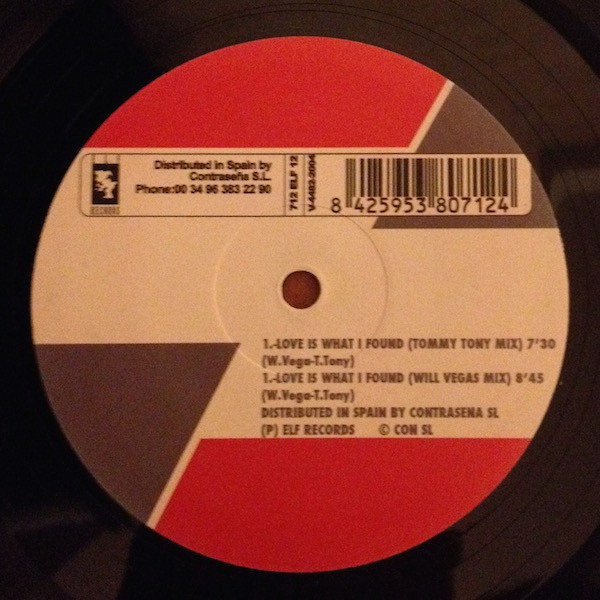 Distributed in Spain by
Contraseña S.L.
Phone:00 34 96 383 22 90
RECORDS
712 ELF 12
V-4482-2004
8 425953 807124
1.-LOVE IS WHAT I FOUND (TOMMY TONY MIX) 7'30
(W.Vega-T.Tony)
1.-LOVE IS WHAT I FOUND (WILL VEGAS MIX) 8'45
(W.Vega-T.Tony)
DISTRIBUTED IN SPAIN BY CONTRASENA SL
(P) ELF RECORDS © CON SL